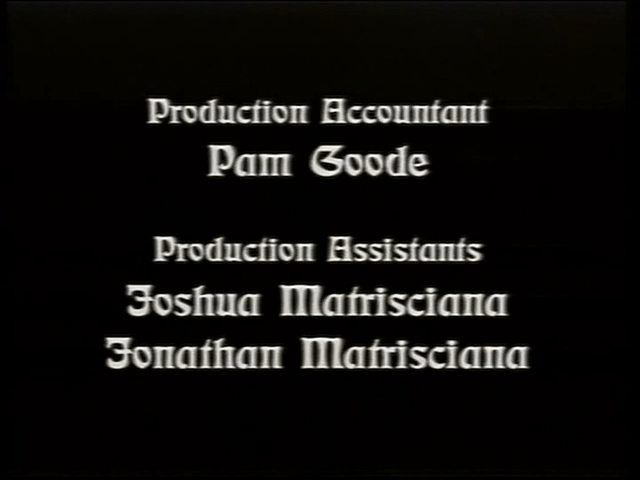 Production Accountant
Pam Goode
Production Assistants
Joshua Matrisciana
Jonathan Matrisciana